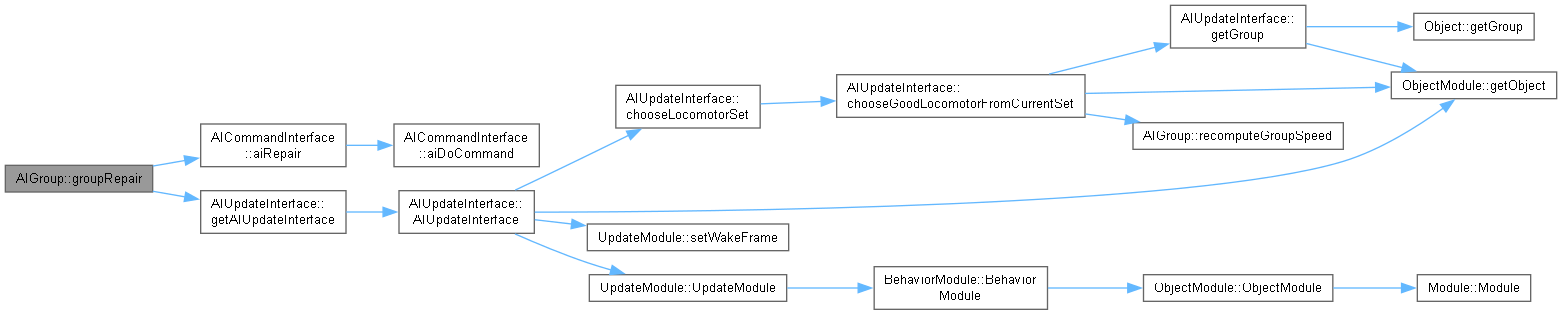 AIGroup::groupRepair
AICommandInterface
::aiRepair
AICommandInterface
::aiDoCommand
AIUpdateInterface::
getAIUpdateInterface
AIUpdateInterface::
AIUpdateInterface
AIUpdateInterface::
chooseLocomotorSet
AIUpdateInterface::
chooseGoodLocomotorFromCurrentSet
AIUpdateInterface::
getGroup
Object::getGroup
ObjectModule::getObject
AIGroup::recomputeGroupSpeed
UpdateModule::setWakeFrame
UpdateModule::UpdateModule
BehaviorModule::Behavior
Module
ObjectModule::ObjectModule
Module::Module